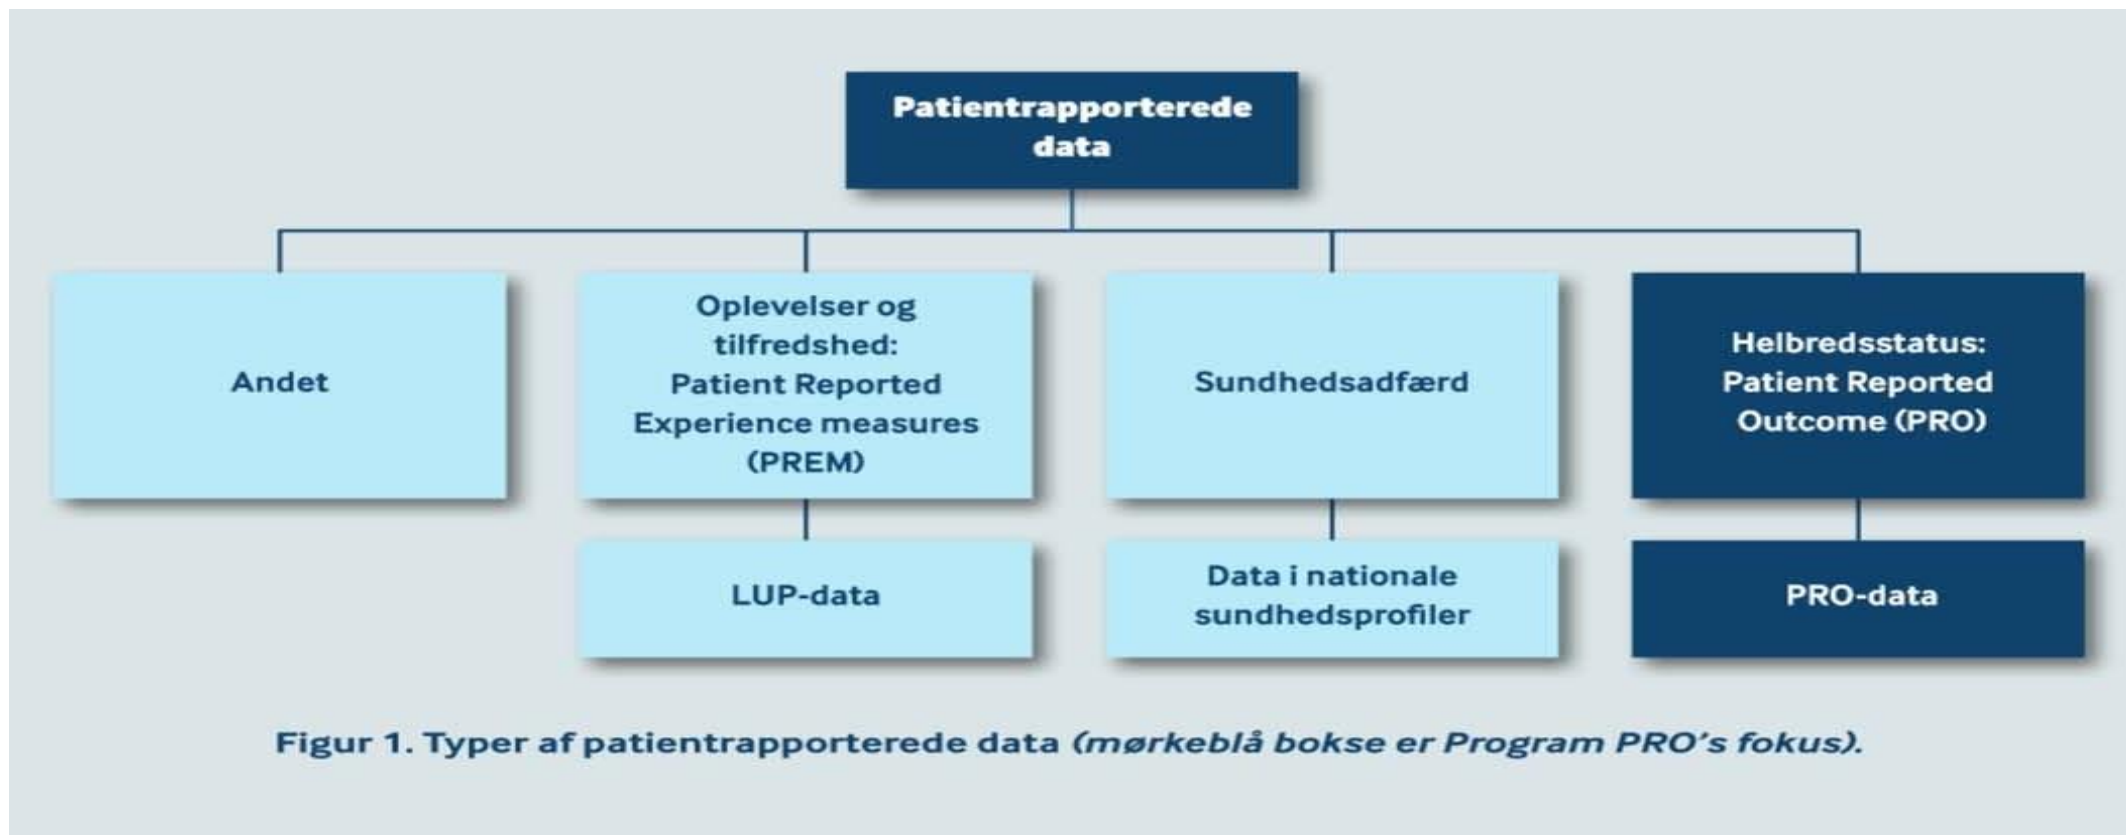 Patientrapporterede
data
Andet
Oplevelser og
tilfredshed:
Patient Reported
Experience measures
(PREM)
Sundhedsadfærd
Helbredsstatus:
Patient Reported
Outcome (PRO)
LUP-data
Data i nationale
sundhedsprofiler
PRO-data
Figur 1. Typer af patientrapporterede data (mørkeblå bokse er Program PRO's fokus).